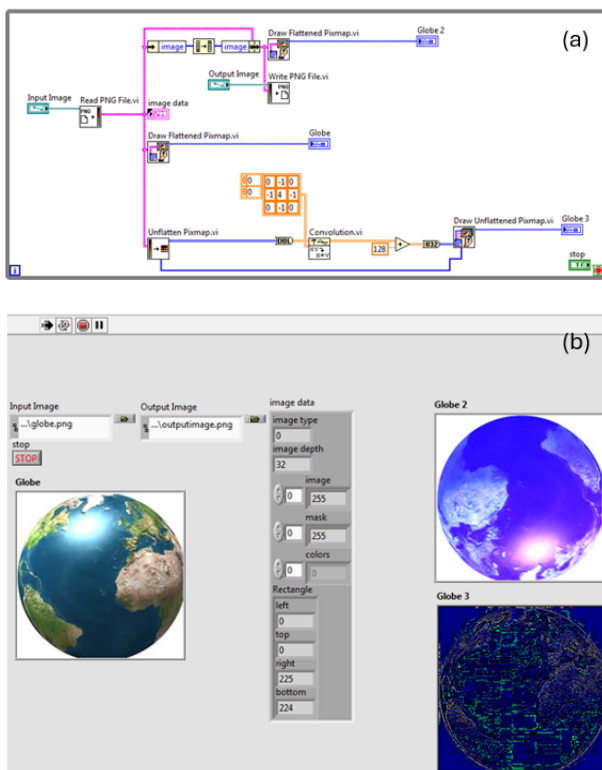 (a)
Draw Flattened Pixmap.vi
Globe 2
image
image
Output Image
Write PNG File.vi
Input Image
Read PNG File.vi
PNG
PNG
image data
Draw Flattened Pixmap.vi
Globe
0
0
0 -1 0
-1 4 -1
0 -1 0
Draw Unflattened Pixmap.vi
Globe 3
Unflatten Pixmap.vi
Convolution.vi
DBL
128
U32
stop
TF
i
(b)
Input Image
Output Image
image data
Globe 2
...\globe.png
...\outputimage.png
image type
0
stop
image depth
STOP
32
Globe
image
0 255
mask
0 255
colors
0 0
Globe 3
Rectangle
left
0
top
0
right
225
bottom
224